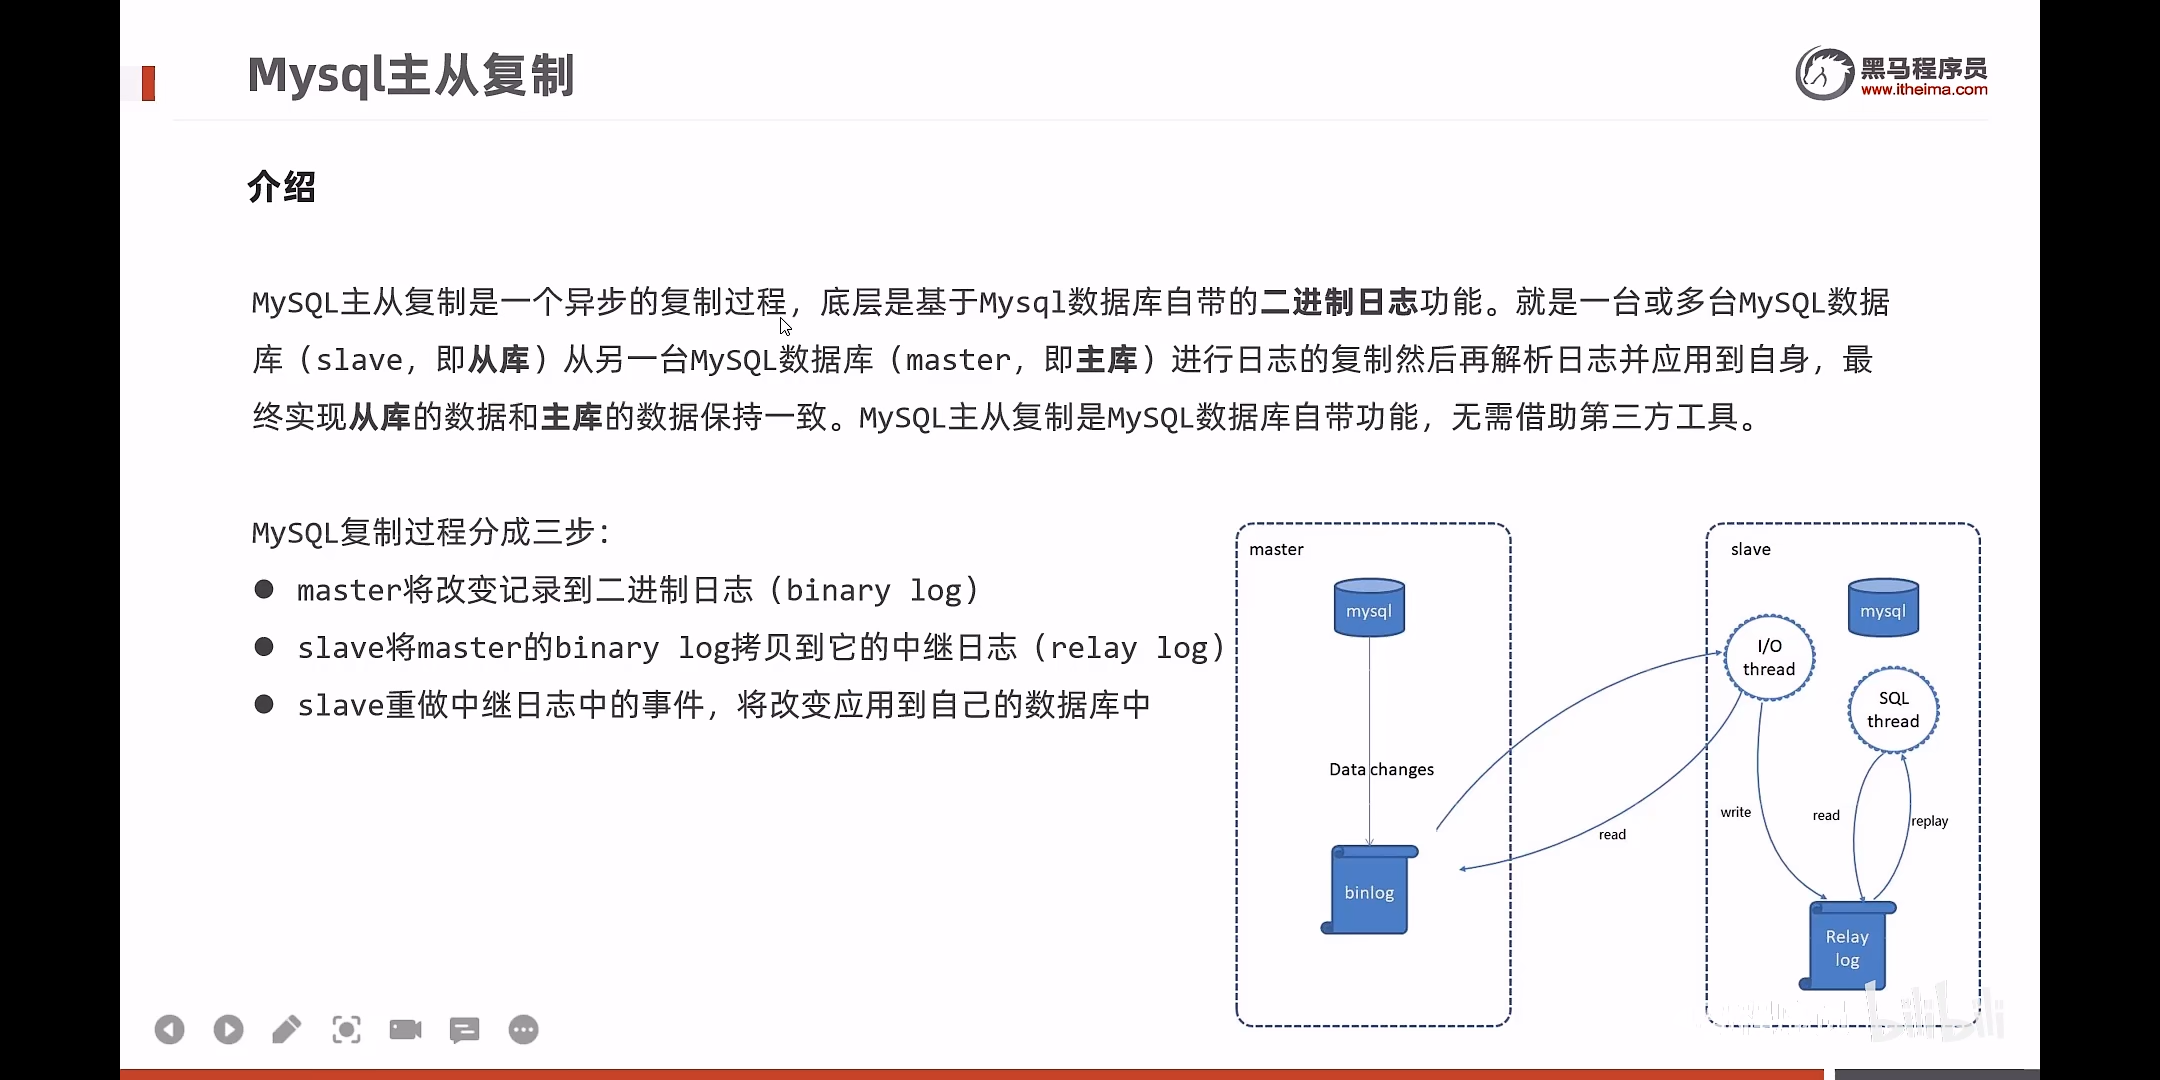 Mysql主从复制
黑马程序员
www.itheima.com
介绍
MySQL主从复制是一个异步的复制过程，底层是基于Mysql数据库自带的二进制日志功能。就是一台或多台MySQL数据
库（slave，即从库）从另一台MySQL数据库（master，即主库）进行日志的复制然后再解析日志并应用到自身，最
终实现从库的数据和主库的数据保持一致。MySQL主从复制是MySQL数据库自带功能，无需借助第三方工具。
MySQL复制过程分成三步：
● master将改变记录到二进制日志（binary log）
● slave将master的binary log拷贝到它的中继日志（relay log）
● slave重做中继日志中的事件，将改变应用到自己的数据库中
master
mysql
Data changes
binlog
read
slave
mysql
I/O
thread
SQL
thread
write
read
replay
Relay
log
bilibili